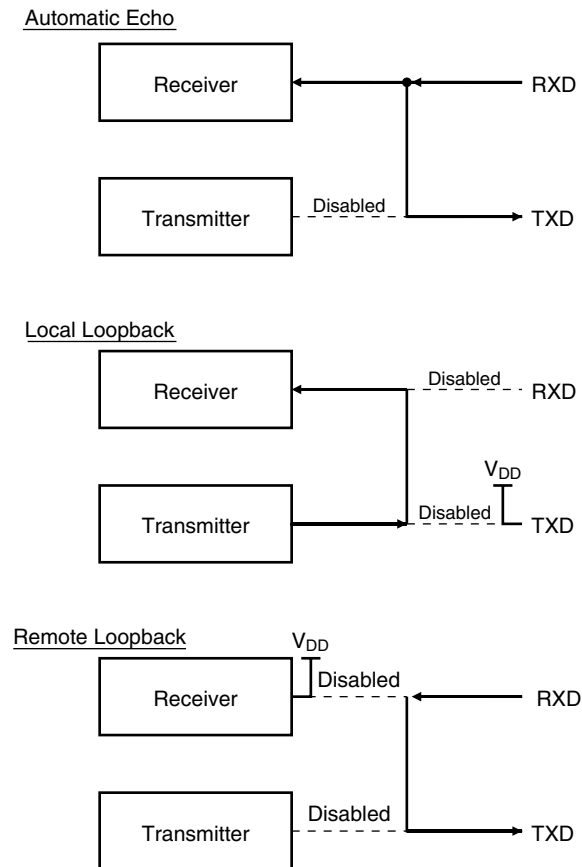 Automatic Echo
Receiver
RXD
Transmitter
Disabled
TXD
Local Loopback
Receiver
Disabled
RXD
VDD
Transmitter
Disabled
TXD
Remote Loopback
VDD
Receiver
Disabled
RXD
Transmitter
Disabled
TXD